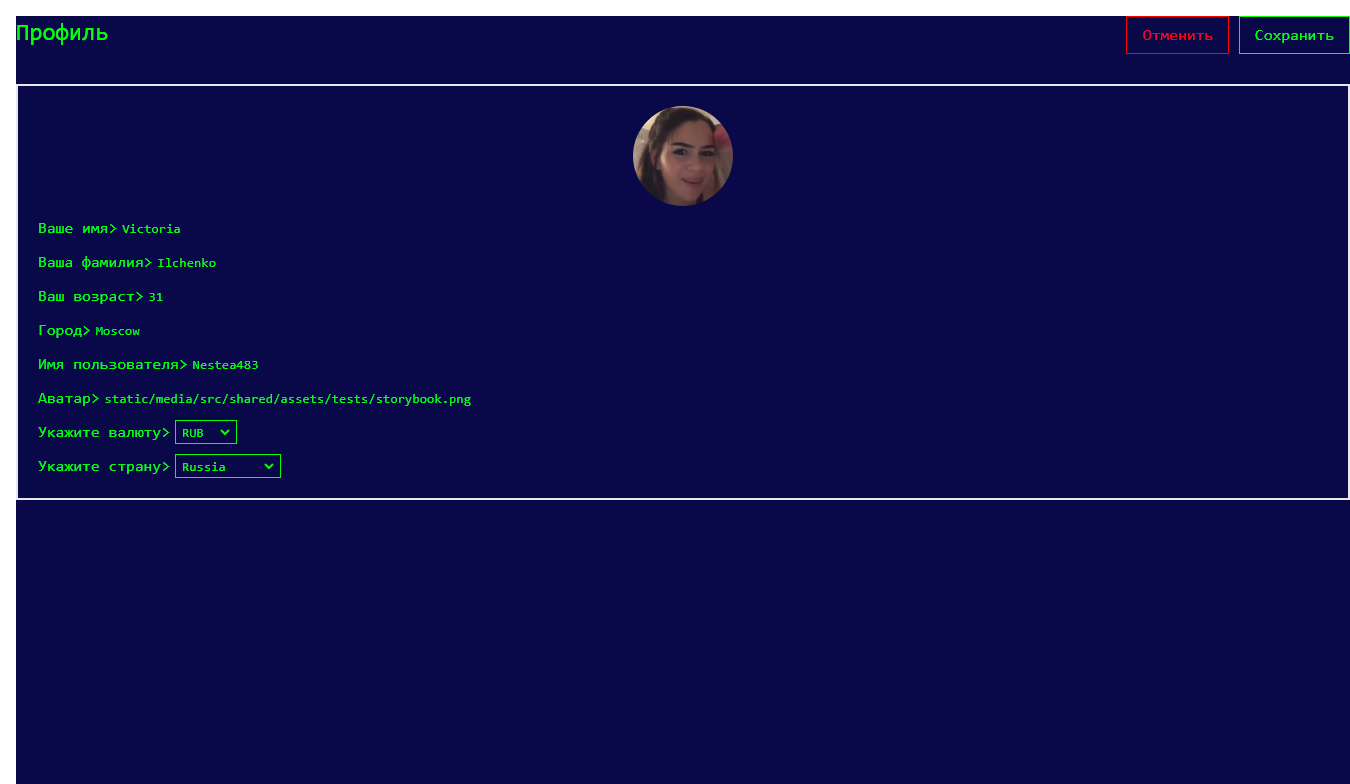 Профиль
Отменить
Сохранить
Ваше имя> Victoria
Ваша фамилия> Ilchenko
Ваш возраст> 31
Город> Moscow
Имя пользователя> Nestea483
Аватар> static/media/src/shared/assets/tests/storybook.png
Укажите валюту> RUB
Укажите страну> Russia